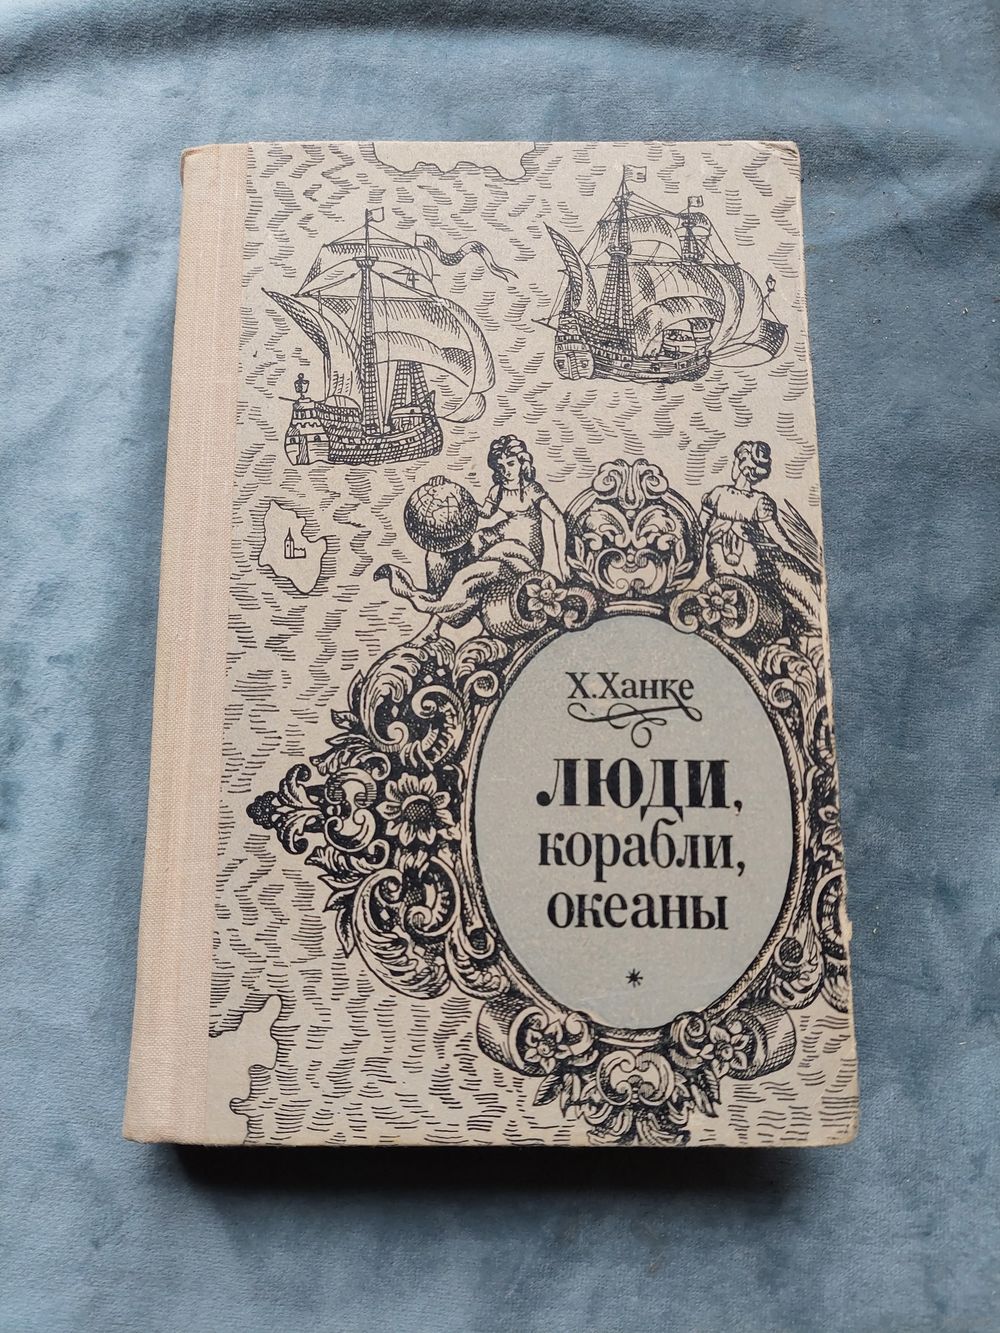 Х.Ханке
ЛЮДИ,
корабли,
океаны
*